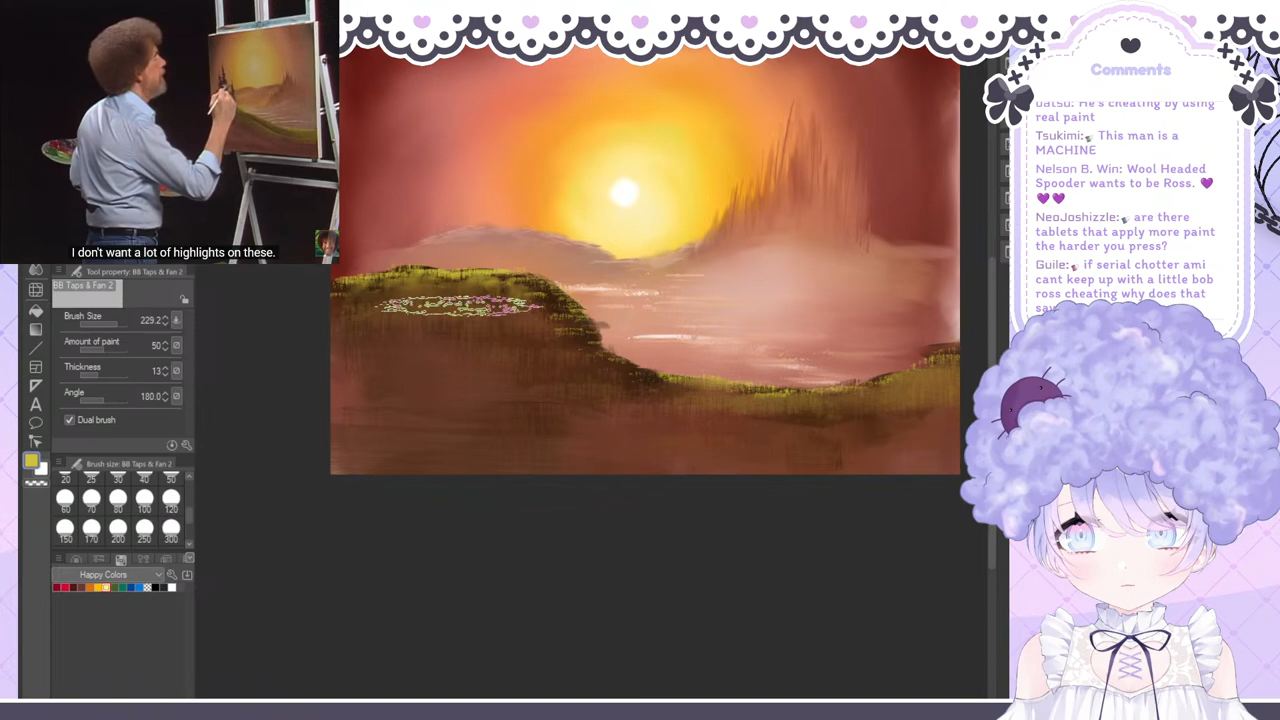 I don't want a lot of highlights on these.
Tool property: BB Taps & Fan 2
BB Taps & Fan 2
Brush Size 229.2
Amount of paint 50
Thickness 13
Angle 180.0
Dual brush
Brush size: BB Taps & Fan 2
20 25 30 40 50
60 70 80 100 120
150 170 200 250 300
Happy Colors
Comments
He's cheating by using
real paint
Tsukimi: This man is a
MACHINE
Nelson B. Win: Wool Headed
Spooder wants to be Ross. 💜
💜💜
NeoJoshizzle: are there
tablets that apply more paint
the harder you press?
Guile: if serial chotter ami
cant keep up with a little bob
ross cheating why does that